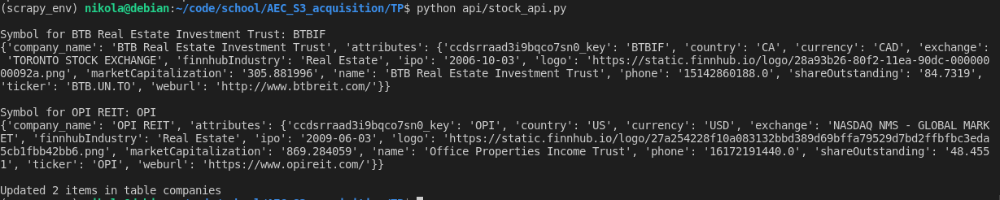 (scrapy_env) nikola@debian:~/code/school/AEC_S3_acquisition/TP$ python api/stock_api.py
Symbol for BTB Real Estate Investment Trust: BTBIF
{'company_name': 'BTB Real Estate Investment Trust', 'attributes': {'ccdsrraad3i9bqco7sn0_key': 'BTBIF', 'country': 'CA', 'currency': 'CAD', 'exchange':
'TORONTO STOCK EXCHANGE', 'finnhubIndustry': 'Real Estate', 'ipo': '2006-10-03', 'logo': 'https://static.finnhub.io/logo/28a93b26-80f2-11ea-90dc-000000
00092a.png', 'marketCapitalization': '305.881996', 'name': 'BTB Real Estate Investment Trust', 'phone': '15142860188.0', 'shareOutstanding': '84.7319',
'ticker': 'BTB.UN.TO', 'weburl': 'http://www.btbreit.com/'}}
Symbol for OPI REIT: OPI
{'company_name': 'OPI REIT', 'attributes': {'ccdsrraad3i9bqco7sn0_key': 'OPI', 'country': 'US', 'currency': 'USD', 'exchange': 'NASDAQ NMS - GLOBAL MARK
ET', 'finnhubIndustry': 'Real Estate', 'ipo': '2009-06-03', 'logo': 'https://static.finnhub.io/logo/27a254228f10a083132bbd389d69bffa79529d7bd2ffbfbc3eda
5cb1fbb42bb6.png', 'marketCapitalization': '869.284059', 'name': 'Office Properties Income Trust', 'phone': '16172191440.0', 'shareOutstanding': '48.455
1', 'ticker': 'OPI', 'weburl': 'https://www.opireit.com/'}}
Updated 2 items in table companies